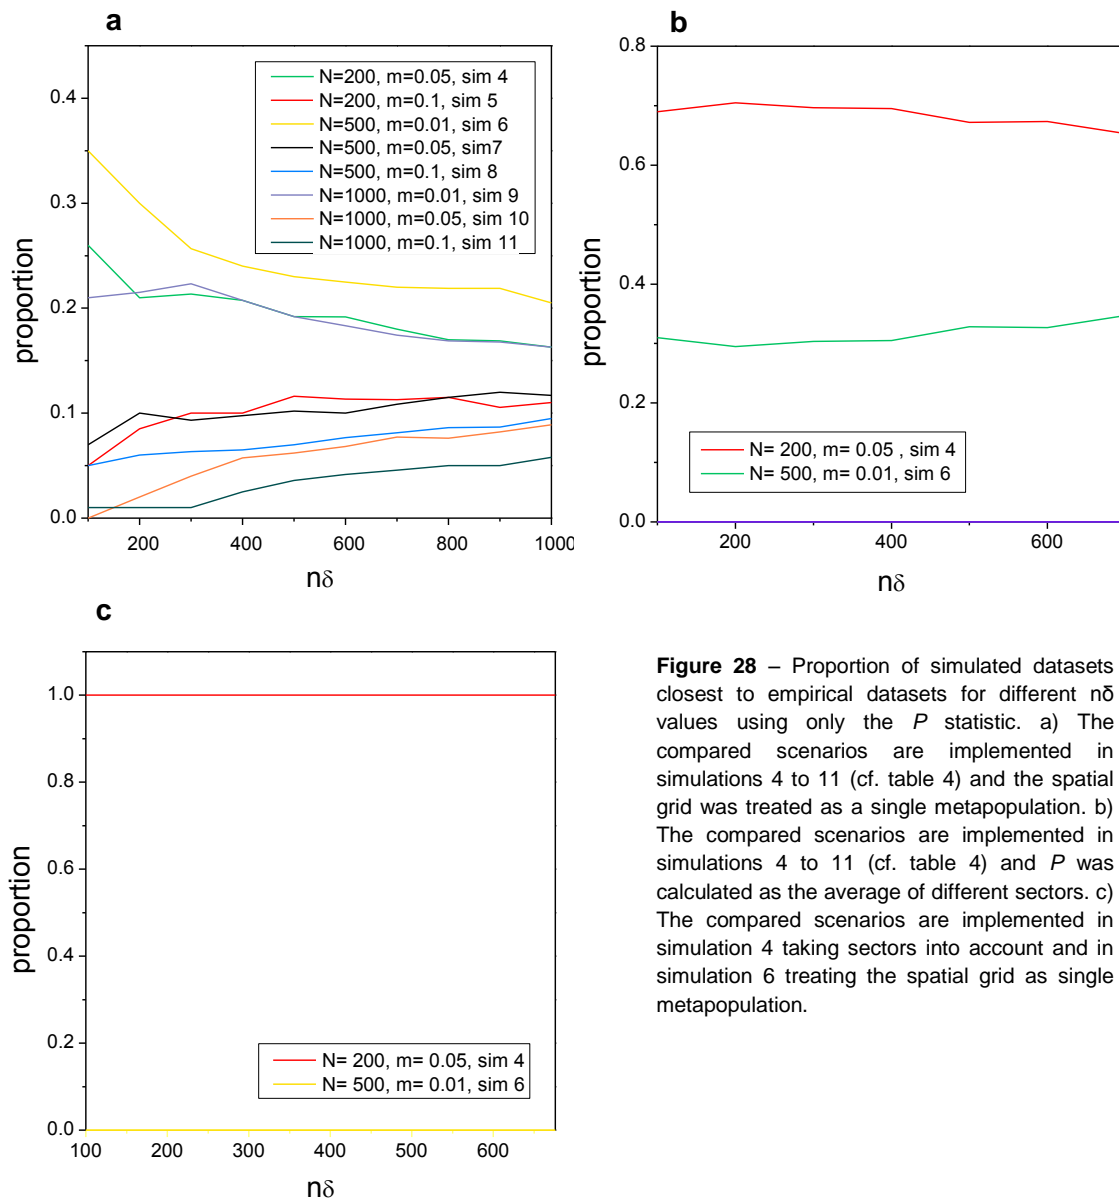 a
0.4
0.3
0.2
0.1
0.0
proportion
N=200, m=0.05, sim 4
N=200, m=0.1, sim 5
N=500, m=0.01, sim 6
N=500, m=0.05, sim7
N=500, m=0.1, sim 8
N=1000, m=0.01, sim 9
N=1000, m=0.05, sim 10
N=1000, m=0.1, sim 11
200 400 600 800 1000
nδ
b
0.8
0.6
0.4
0.2
0.0
proportion
N= 200, m= 0.05 , sim 4
N= 500, m= 0.01, sim 6
200 400 600
nδ
c
1.0
0.8
0.6
0.4
0.2
0.0
proportion
N= 200, m= 0.05, sim 4
N= 500, m= 0.01, sim 6
100 200 300 400 500 600
nδ
Figure 28 – Proportion of simulated datasets
closest to empirical datasets for different nδ
values using only the P statistic. a) The
compared scenarios are implemented in
simulations 4 to 11 (cf. table 4) and the spatial
grid was treated as a single metapopulation. b)
The compared scenarios are implemented in
simulations 4 to 11 (cf. table 4) and P was
calculated as the average of different sectors. c)
The compared scenarios are implemented in
simulation 4 taking sectors into account and in
simulation 6 treating the spatial grid as single
metapopulation.